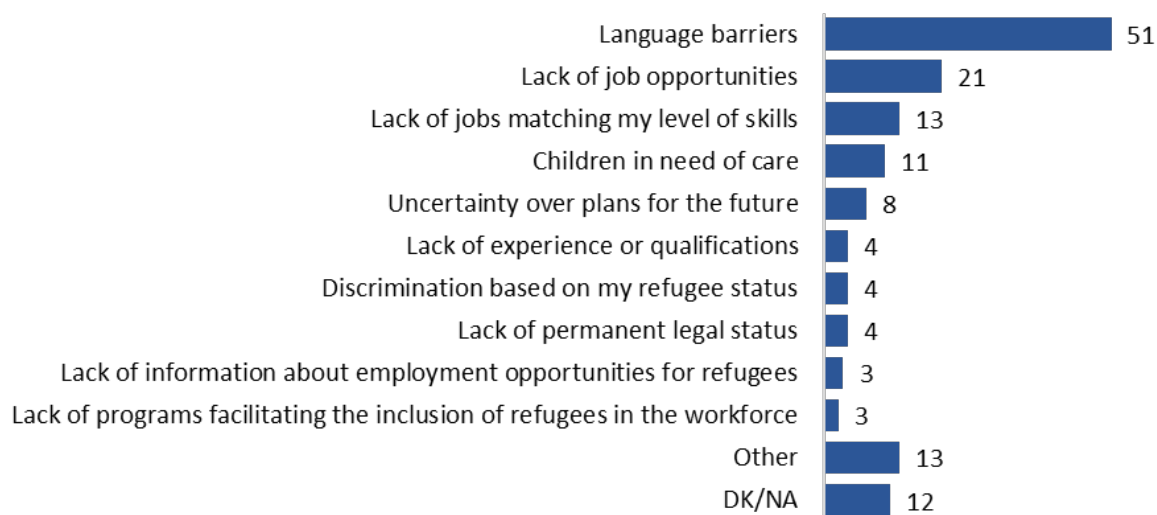 Language barriers 51
Lack of job opportunities 21
Lack of jobs matching my level of skills 13
Children in need of care 11
Uncertainty over plans for the future 8
Lack of experience or qualifications 4
Discrimination based on my refugee status 4
Lack of permanent legal status 4
Lack of information about employment opportunities for refugees 3
Lack of programs facilitating the inclusion of refugees in the workforce 3
Other 13
DK/NA 12